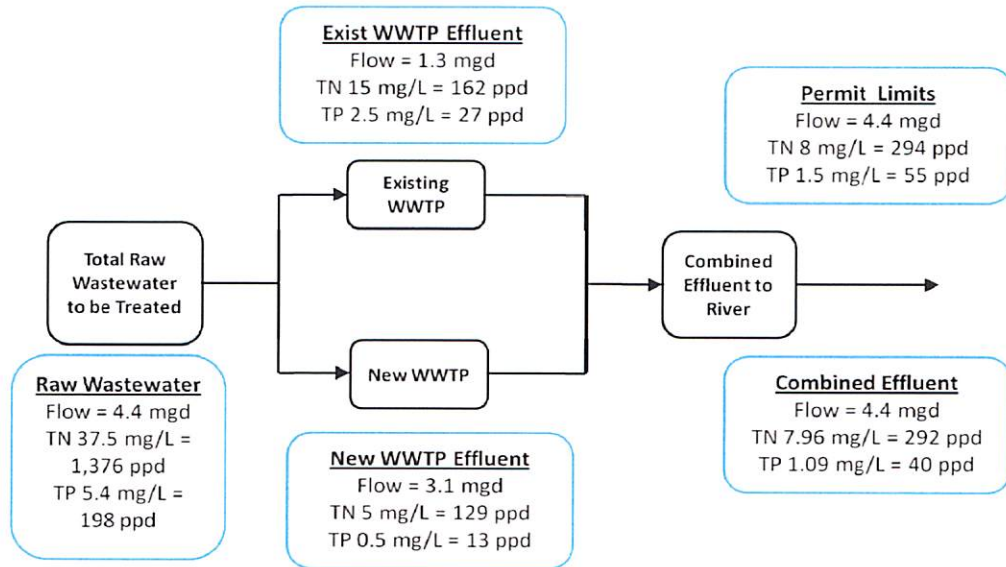 Exist WWTP Effluent
Flow = 1.3 mgd
TN 15 mg/L = 162 ppd
TP 2.5 mg/L = 27 ppd
Permit Limits
Flow = 4.4 mgd
TN 8 mg/L = 294 ppd
TP 1.5 mg/L = 55 ppd
Existing
WWTP
Total Raw
Wastewater
to be Treated
Combined
Effluent to
River
New WWTP
Raw Wastewater
Flow = 4.4 mgd
TN 37.5 mg/L =
1,376 ppd
TP 5.4 mg/L =
198 ppd
New WWTP Effluent
Flow = 3.1 mgd
TN 5 mg/L = 129 ppd
TP 0.5 mg/L = 13 ppd
Combined Effluent
Flow = 4.4 mgd
TN 7.96 mg/L = 292 ppd
TP 1.09 mg/L = 40 ppd